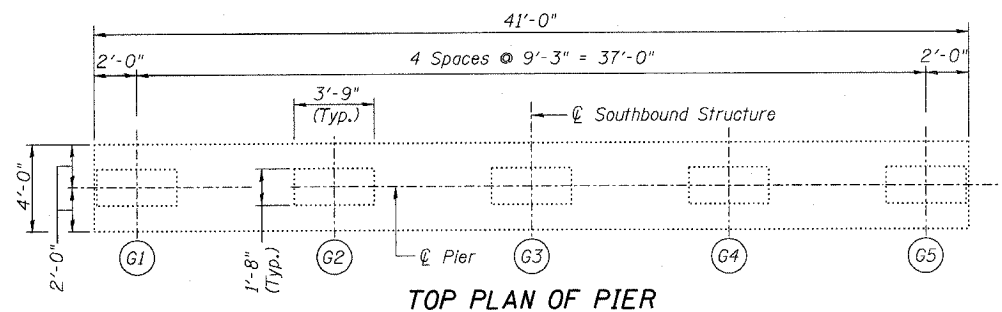 41'-0"
2'-0"
4 Spaces @ 9'-3" = 37'-0"
2'-0"
3'-9"
(Typ.)
℄ Southbound Structure
4'-0"
2'-0"
1'-8"
(Typ.)
℄ Pier
G1
G2
G3
G4
G5
TOP PLAN OF PIER